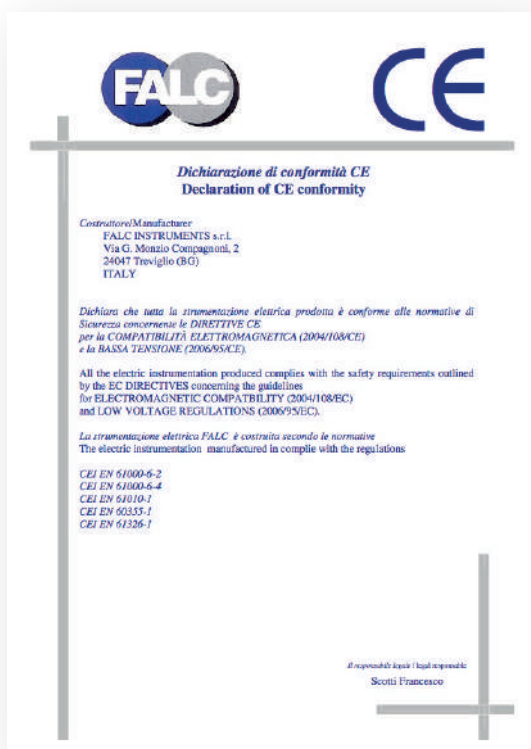 FALC
CE
Dichiarazione di conformità CE
Declaration of CE conformity
Costruttore/Manufacturer
FALC INSTRUMENTS s.r.l.
Via G. Monzio Compagnoni, 2
24047 Treviglio (BG)
ITALY
Dichiara che tutta la strumentazione elettrica prodotta è conforme alle normative di
Sicurezza concernente le DIRETTIVE CE
per la COMPATIBILITÀ ELETTROMAGNETICA (2004/108/CE)
e la BASSA TENSIONE (2006/95/CE).
All the electric instrumentation produced complies with the safety requirements outlined
by the EC DIRECTIVES concerning the guidelines
for ELECTROMAGNETIC COMPATBILITY (2004/108/EC)
and LOW VOLTAGE REGULATIONS (2006/95/EC).
La strumentazione elettrica FALC è costruita secondo le normative
The electric instrumentation manufactured in complie with the regulations
CEI EN 61000-6-2
CEI EN 61000-6-4
CEI EN 61010-1
CEI EN 60335-1
CEI EN 61326-1
Il responsabile legale / legal responsable
Scotti Francesco